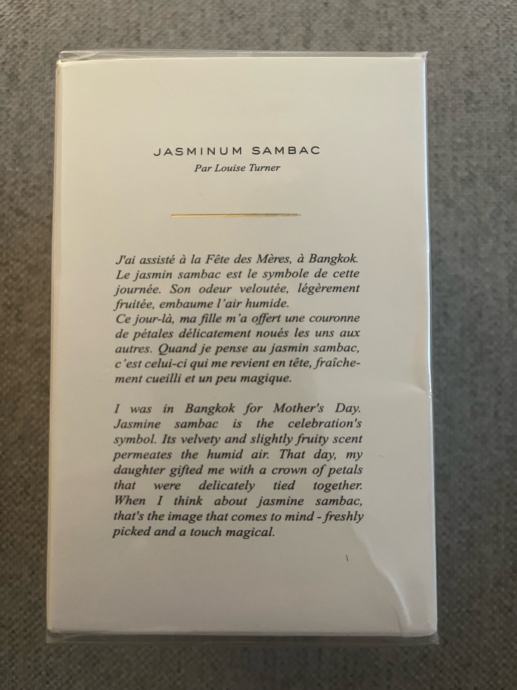 JASMINUM SAMBAC
Par Louise Turner
J'ai assisté à la Fête des Mères, à Bangkok.
Le jasmin sambac est le symbole de cette
journée. Son odeur veloutée, légèrement
fruitée, embaume l'air humide.
Ce jour-là, ma fille m'a offert une couronne
de pétales délicatement noués les uns aux
autres. Quand je pense au jasmin sambac,
c'est celui-ci qui me revient en tête, fraîche-
ment cueilli et un peu magique.
I was in Bangkok for Mother's Day.
Jasmine sambac is the celebration's
symbol. Its velvety and slightly fruity scent
permeates the humid air. That day, my
daughter gifted me with a crown of petals
that were delicately tied together.
When I think about jasmine sambac,
that's the image that comes to mind - freshly
picked and a touch magical.